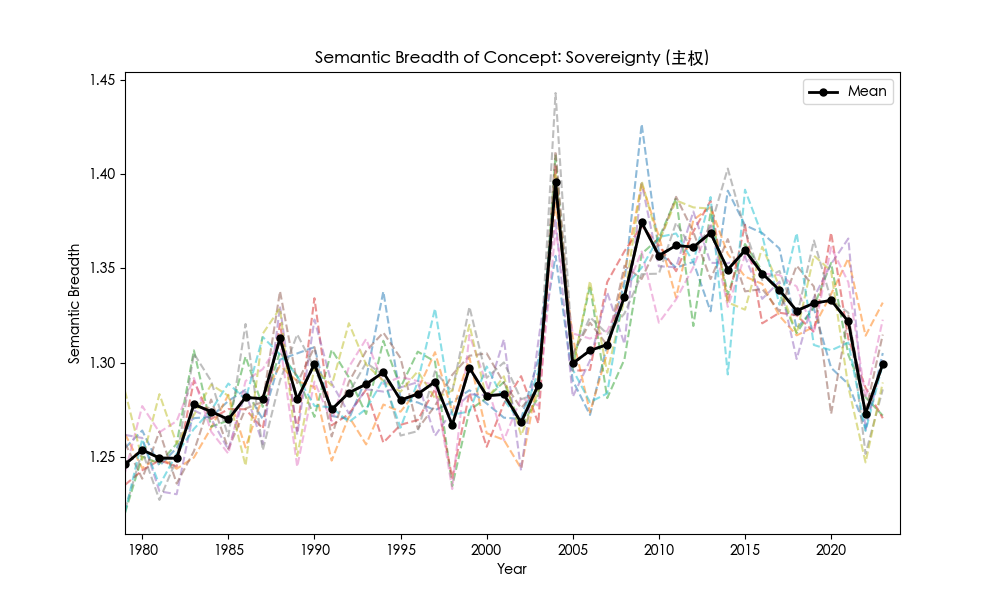 Semantic Breadth of Concept: Sovereignty (主权)
Mean
1.45
1.40
1.35
1.30
1.25
Semantic Breadth
1980 1985 1990 1995 2000 2005 2010 2015 2020
Year